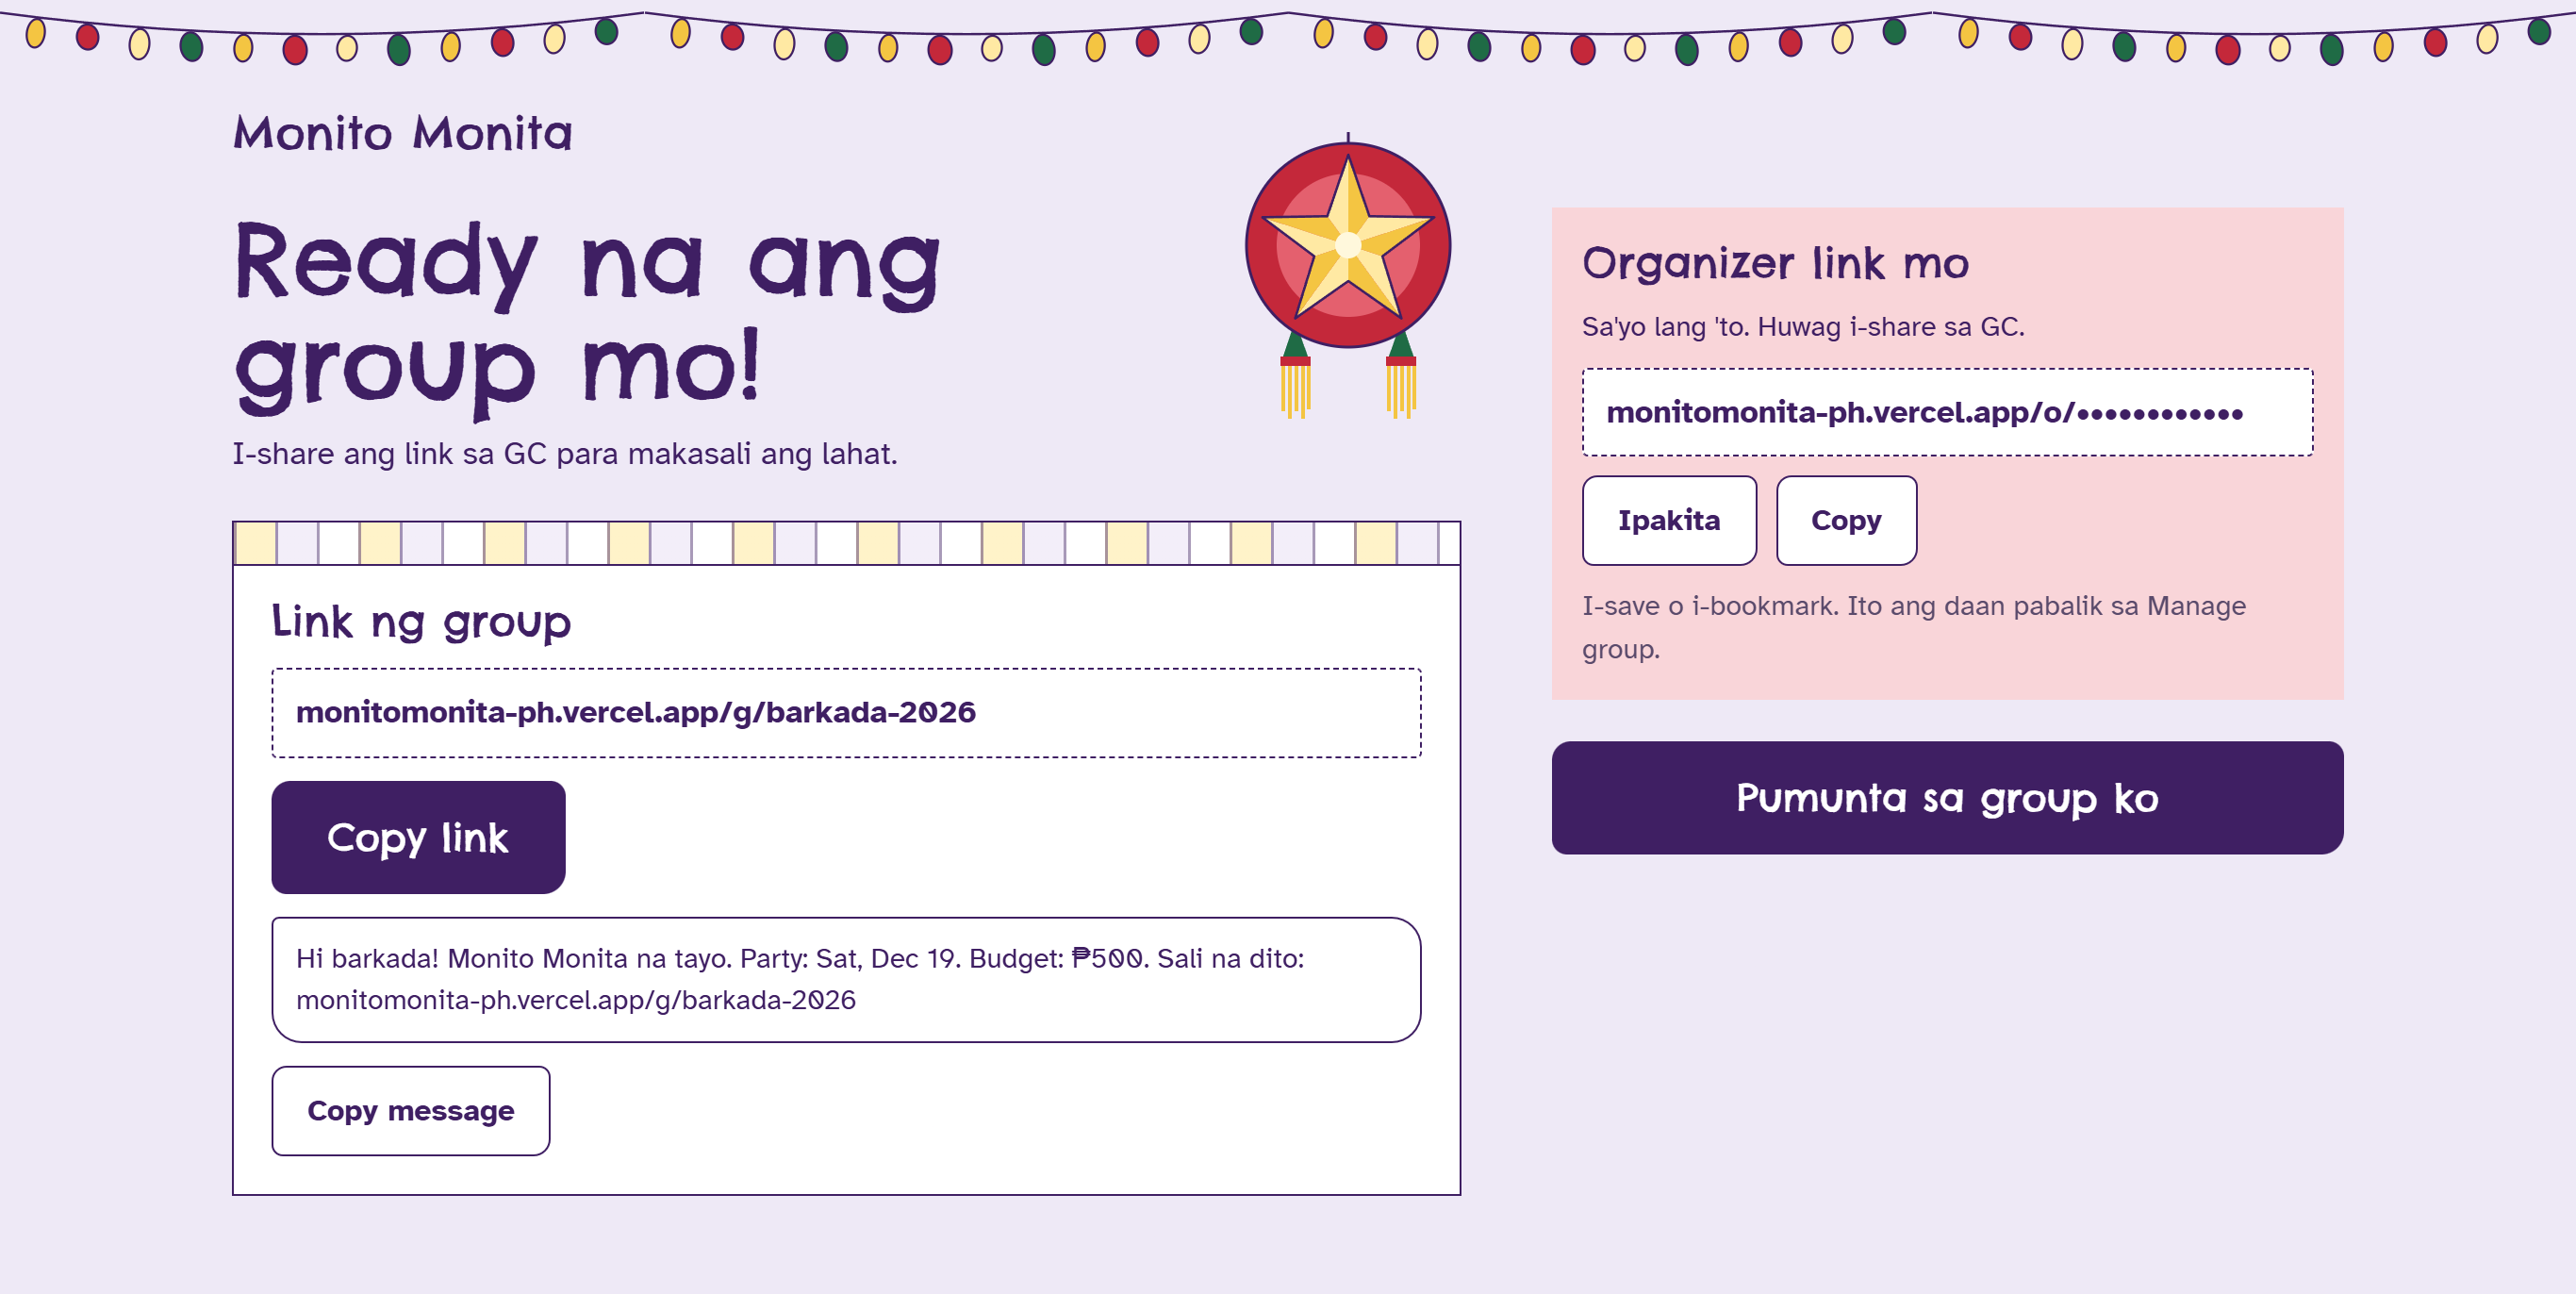 Monito Monita
Ready na ang
group mo!
I-share ang link sa GC para makasali ang lahat.
Link ng group
monitomonita-ph.vercel.app/g/barkada-2026
Copy link
Hi barkada! Monito Monita na tayo. Party: Sat, Dec 19. Budget: ₱500. Sali na dito:
monitomonita-ph.vercel.app/g/barkada-2026
Copy message
Organizer link mo
Sa'yo lang 'to. Huwag i-share sa GC.
monitomonita-ph.vercel.app/o/••••••••••••
Ipakita
Copy
I-save o i-bookmark. Ito ang daan pabalik sa Manage
group.
Pumunta sa group ko